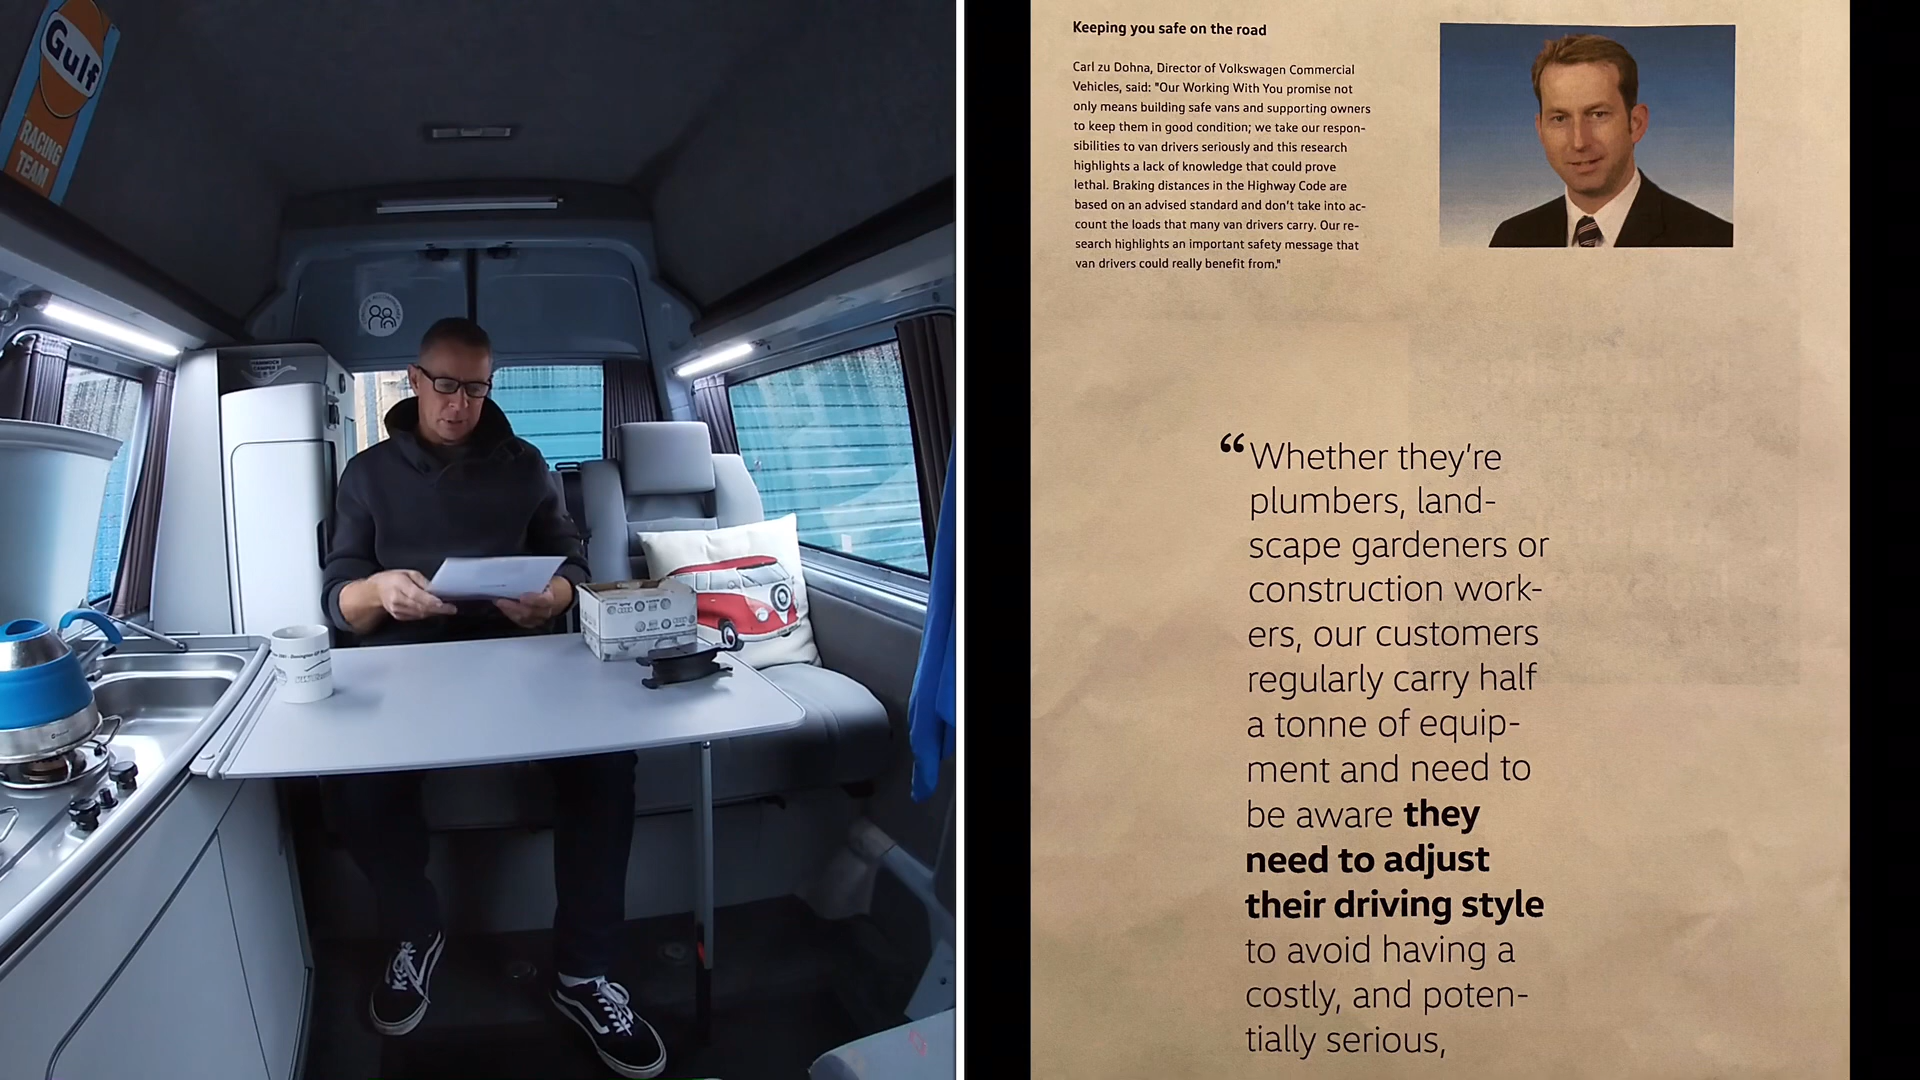 Gulf
RACING
TEAM
Keeping you safe on the road
Carl zu Dohna, Director of Volkswagen Commercial
Vehicles, said: "Our Working With You promise not
only means building safe vans and supporting owners
to keep them in good condition; we take our respon-
sibilities to van drivers seriously and this research
highlights a lack of knowledge that could prove
lethal. Braking distances in the Highway Code are
based on an advised standard and don't take into ac-
count the loads that many van drivers carry. Our re-
search highlights an important safety message that
van drivers could really benefit from."
“Whether they're
plumbers, land-
scape gardeners or
construction work-
ers, our customers
regularly carry half
a tonne of equip-
ment and need to
be aware they
need to adjust
their driving style
to avoid having a
costly, and poten-
tially serious,